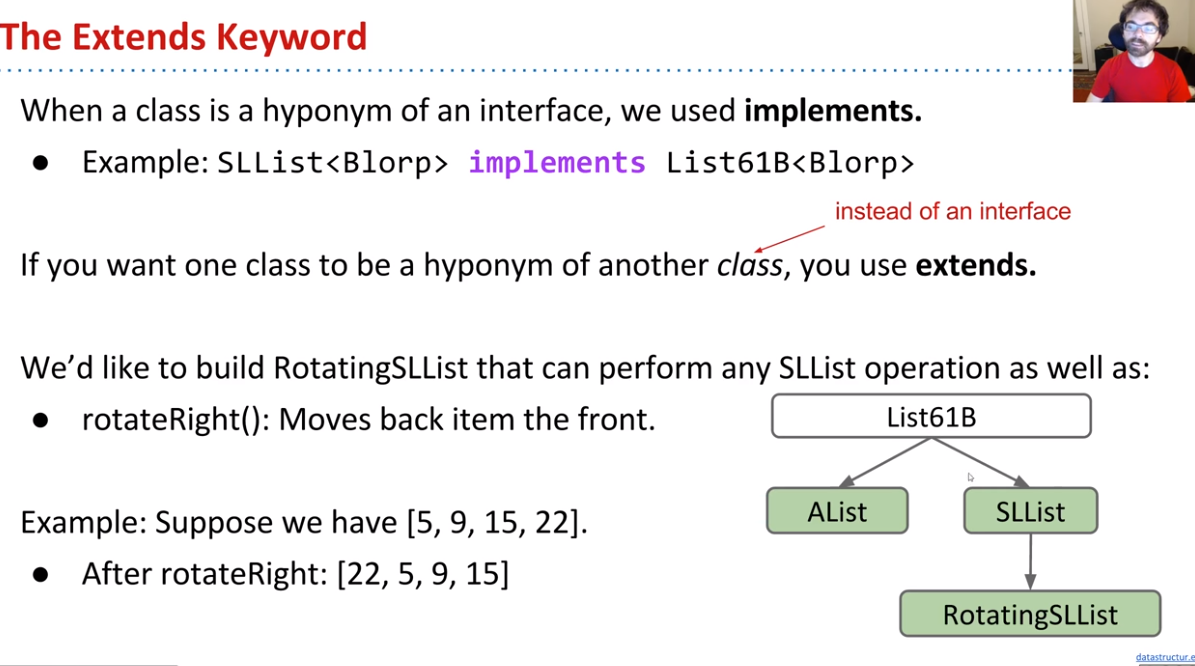 The Extends Keyword
When a class is a hyponym of an interface, we used implements.
● Example: SLList<Blorp> implements List61B<Blorp>
instead of an interface
If you want one class to be a hyponym of another class, you use extends.
We’d like to build RotatingSLList that can perform any SLList operation as well as:
● rotateRight(): Moves back item the front.
List61B
AList
SLList
Example: Suppose we have [5, 9, 15, 22].
● After rotateRight: [22, 5, 9, 15]
RotatingSLList
datastructur.e